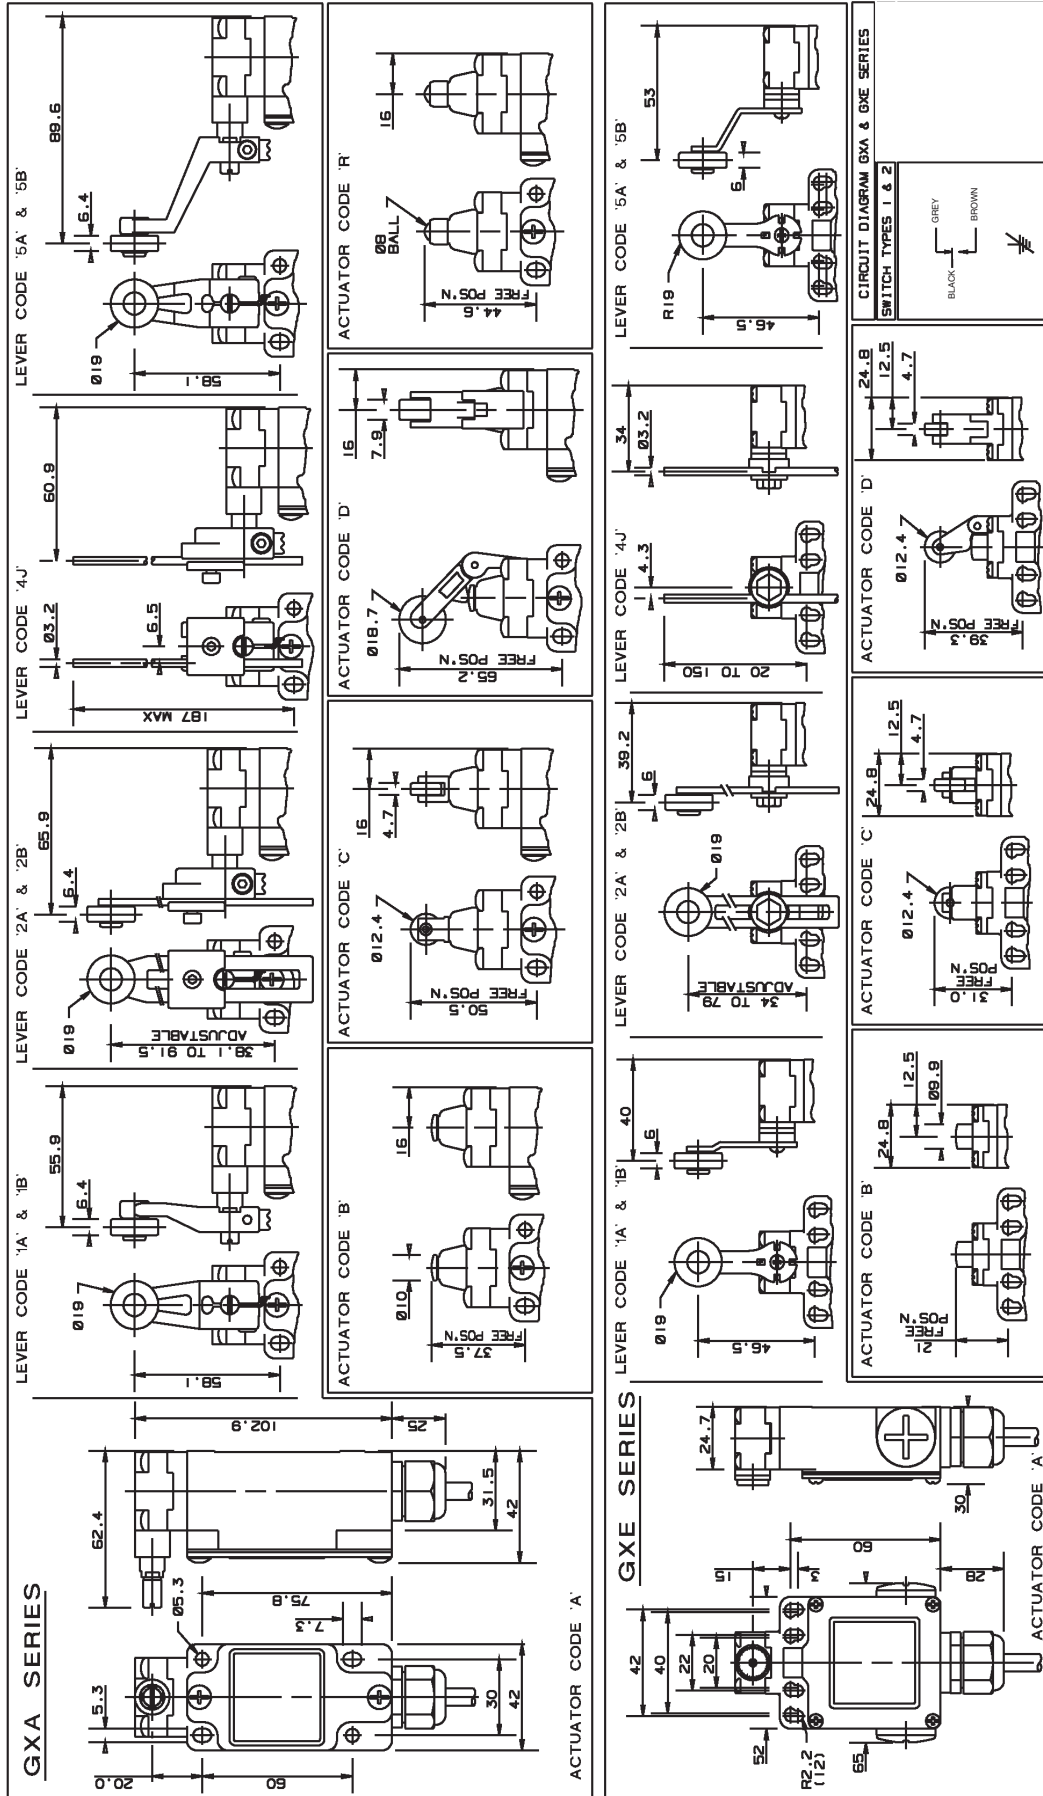 GXA SERIES
5.3
20.0
60
30
42
Ø5.3
7.3
75.8
62.4
102.9
25
31.5
42
ACTUATOR CODE 'A'
LEVER CODE '1A' & '1B'
Ø19
58.1
6.4
55.9
LEVER CODE '2A' & '2B'
Ø19
38.1 TO 91.5
ADJUSTABLE
6.4
65.9
LEVER CODE '4J'
187 MAX
Ø3.2
6.5
60.9
LEVER CODE '5A' & '5B'
Ø19
58.1
6.4
89.6
ACTUATOR CODE 'B'
37.5
FREE POS'N
Ø10
16
ACTUATOR CODE 'C'
Ø12.4
50.5
FREE POS'N
4.7
16
ACTUATOR CODE 'D'
Ø18.7
65.2
FREE POS'N
7.9
16
ACTUATOR CODE 'R'
Ø8
BALL
44.6
FREE POS'N
16
GXE SERIES
42
40
22
20
52
R2.2
(12)
65
15
3
60
28
24.7
30
ACTUATOR CODE 'A'
LEVER CODE '1A' & '1B'
Ø19
46.5
6
40
LEVER CODE '2A' & '2B'
Ø19
34 TO 79
ADJUSTABLE
6
39.2
LEVER CODE '4J'
20 TO 150
4.3
Ø3.2
34
LEVER CODE '5A' & '5B'
R19
46.5
6
53
ACTUATOR CODE 'B'
21
FREE
POS'N
24.8
12.5
Ø9.9
ACTUATOR CODE 'C'
Ø12.4
31.0
FREE
POS'N
24.8
12.5
4.7
ACTUATOR CODE 'D'
Ø12.4
39.3
FREE POS'N
24.8
12.5
4.7
CIRCUIT DIAGRAM GXA & GXE SERIES
SWITCH TYPES 1 & 2
GREY
BLACK
BROWN